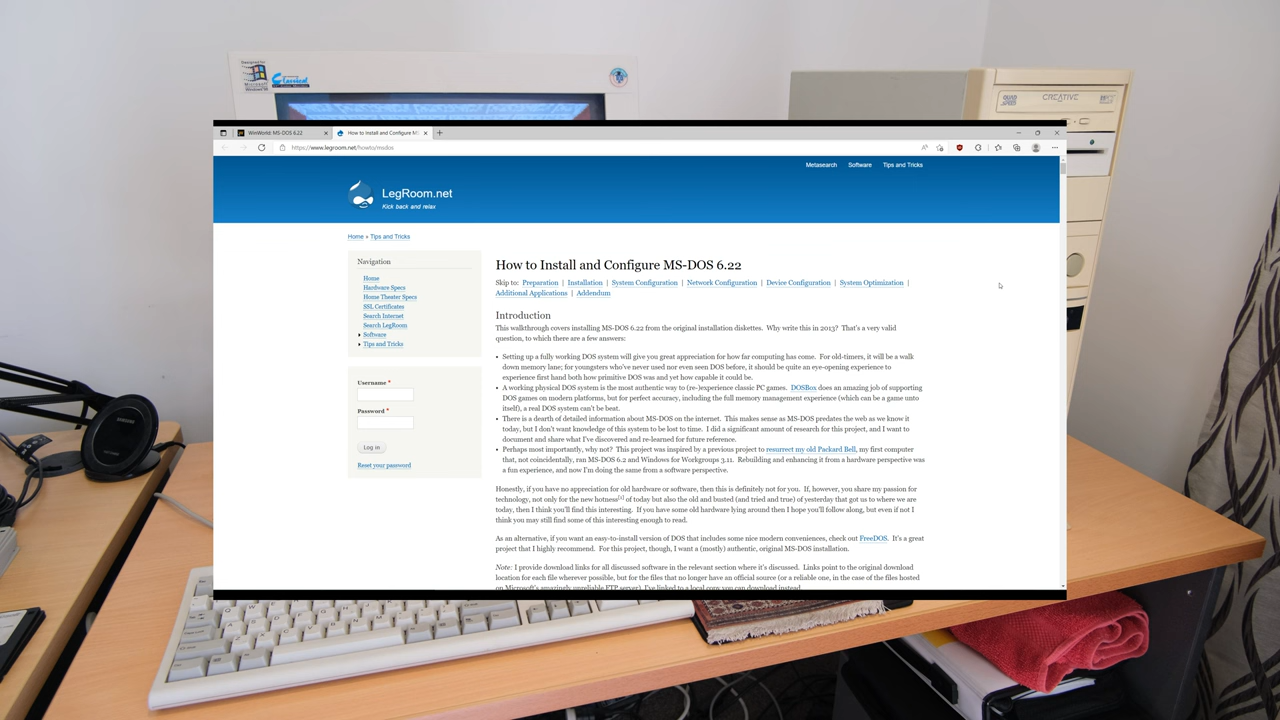 Designed for
Microsoft
Classical
QUAD
SPEED
CREATIVE
WinWorld: MS-DOS 6.22
How to Install and Configure MS
https://www.legroom.net/howto/msdos
Metasearch Software Tips and Tricks
LegRoom.net
Kick back and relax
Home > Tips and Tricks
Navigation
Home
Hardware Specs
Home Theater Specs
SSL Certificates
Search Internet
Search LegRoom
Software
Tips and Tricks
Username *
Password *
Log in
Reset your password
How to Install and Configure MS-DOS 6.22
Skip to: Preparation | Installation | System Configuration | Network Configuration | Device Configuration | System Optimization |
Additional Applications | Addendum
Introduction
This walkthrough covers installing MS-DOS 6.22 from the original installation diskettes. Why write this in 2013? That's a very valid
question, to which there are a few answers:
• Setting up a fully working DOS system will give you great appreciation for how far computing has come. For old-timers, it will be a walk
down memory lane; for youngsters who've never used nor even seen DOS before, it should be quite an eye-opening experience to
experience first hand both how primitive DOS was and yet how capable it could be.
• A working physical DOS system is the most authentic way to (re-)experience classic PC games. DOSBox does an amazing job of supporting
DOS games on modern platforms, but for perfect accuracy, including the full memory management experience (which can be a game unto
itself), a real DOS system can't be beat.
• There is a dearth of detailed information about MS-DOS on the internet. This makes sense as MS-DOS predates the web as we know it
today, but I don't want knowledge of this system to be lost to time. I did a significant amount of research for this project, and I want to
document and share what I've discovered and re-learned for future reference.
• Perhaps most importantly, why not? This project was inspired by a previous project to resurrect my old Packard Bell, my first computer
that, not coincidentally, ran MS-DOS 6.2 and Windows for Workgroups 3.11. Rebuilding and enhancing it from a hardware perspective was
a fun experience, and now I'm doing the same from a software perspective.
Honestly, if you have no appreciation for old hardware or software, then this is definitely not for you. If, however, you share my passion for
technology, not only for the new hotness[1] of today but also the old and busted (and tried and true) of yesterday that got us to where we are
today, then I think you'll find this interesting. If you have some old hardware lying around then I hope you'll follow along, but even if not I
think you may still find some of this interesting enough to read.
As an alternative, if you want an easy-to-install version of DOS that includes some nice modern conveniences, check out FreeDOS. It's a great
project that I highly recommend. For this project, though, I want a (mostly) authentic, original MS-DOS installation.
Note: I provide download links for all discussed software in the relevant section where it's discussed. Links point to the original download
location for each file wherever possible, but for the files that no longer have an official source (or a reliable one, in the case of the files hosted
on Microsoft's amazingly unreliable FTP server), I've linked to a local copy you can download instead.
SAMSUNG